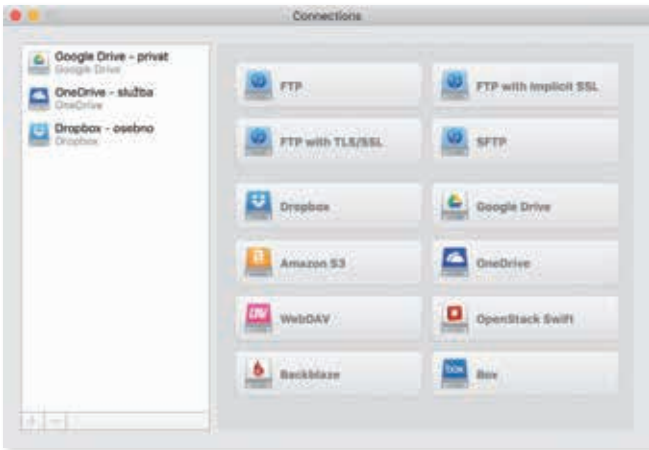 Connections
Google Drive - privat
Google Drive
OneDrive - služba
OneDrive
Dropbox - osebno
Dropbox
FTP
FTP with Implicit SSL
FTP with TLS/SSL
SFTP
Dropbox
Google Drive
Amazon S3
OneDrive
WebDAV
OpenStack Swift
Backblaze
Box